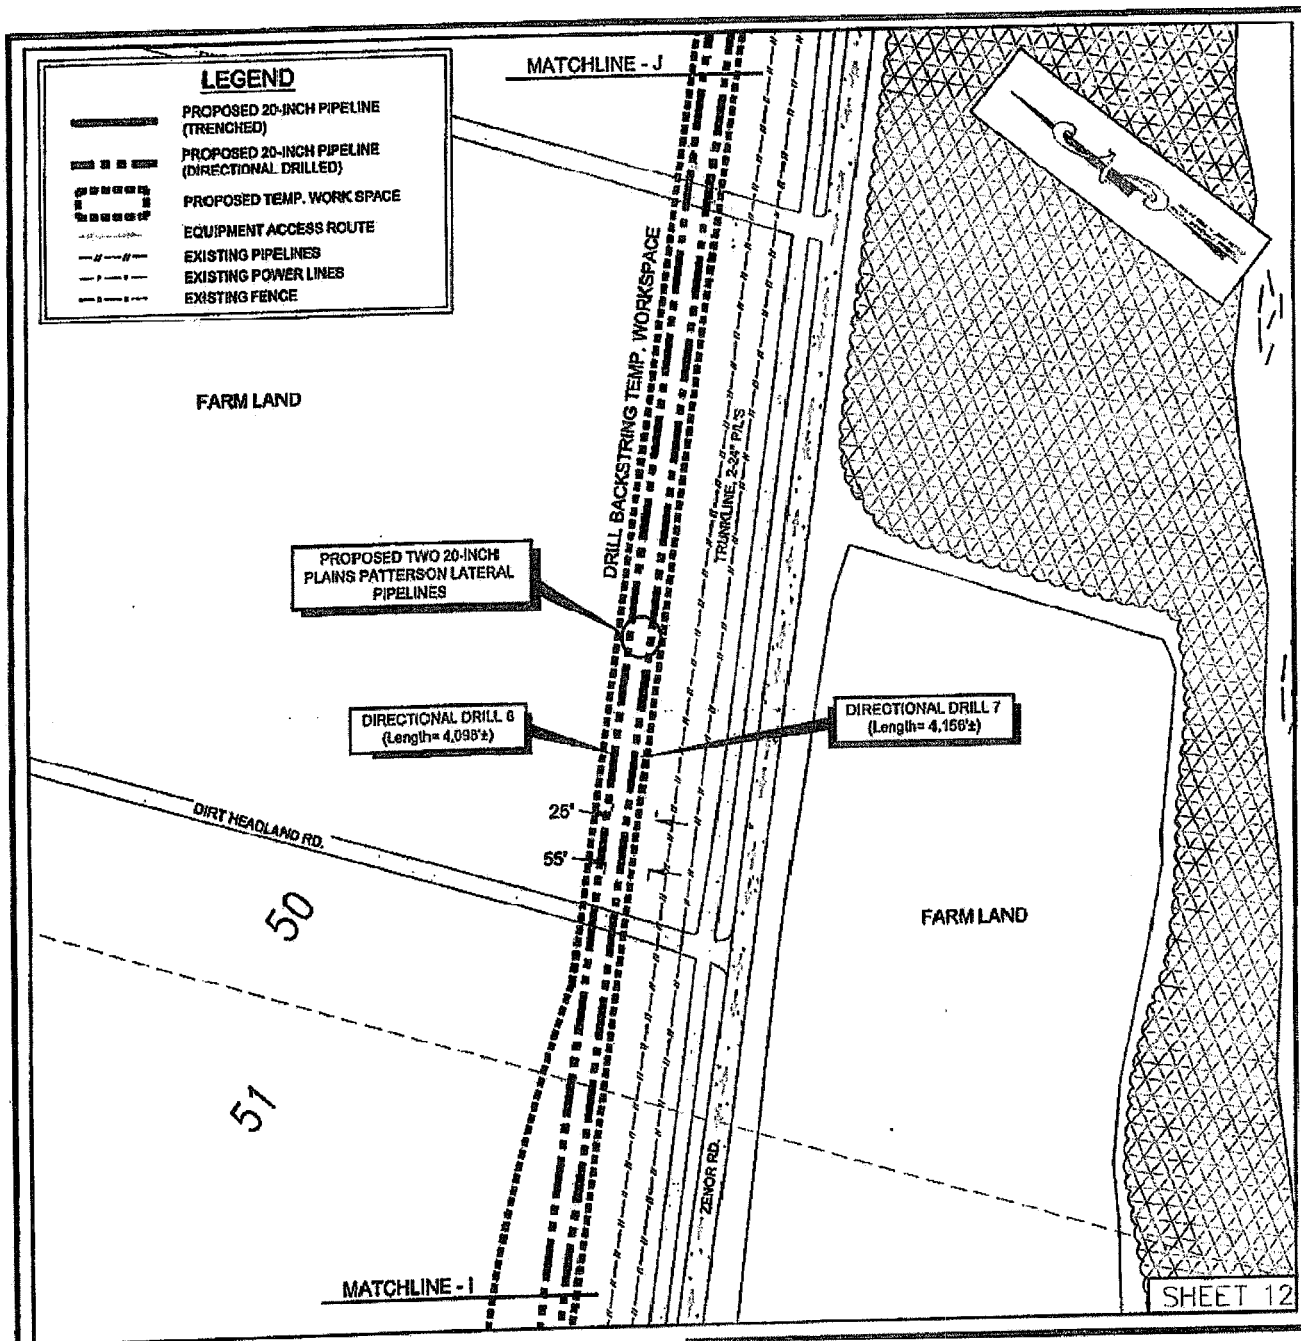 LEGEND
PROPOSED 20-INCH PIPELINE
(TRENCHED)
PROPOSED 20-INCH PIPELINE
(DIRECTIONAL DRILLED)
PROPOSED TEMP. WORK SPACE
EQUIPMENT ACCESS ROUTE
EXISTING PIPELINES
EXISTING POWER LINES
EXISTING FENCE
MATCHLINE - J
FARM LAND
DRILL BACKSTRING TEMP. WORKSPACE
TRUNKLINE, 2-24" P/L'S
PROPOSED TWO 20-INCH
PLAINS PATTERSON LATERAL
PIPELINES
DIRECTIONAL DRILL 6
(Length= 4,098'±)
DIRECTIONAL DRILL 7
(Length= 4,156'±)
25'
55'
DIRT HEADLAND RD.
50
FARM LAND
51
ZENOR RD.
MATCHLINE - I
SHEET 12